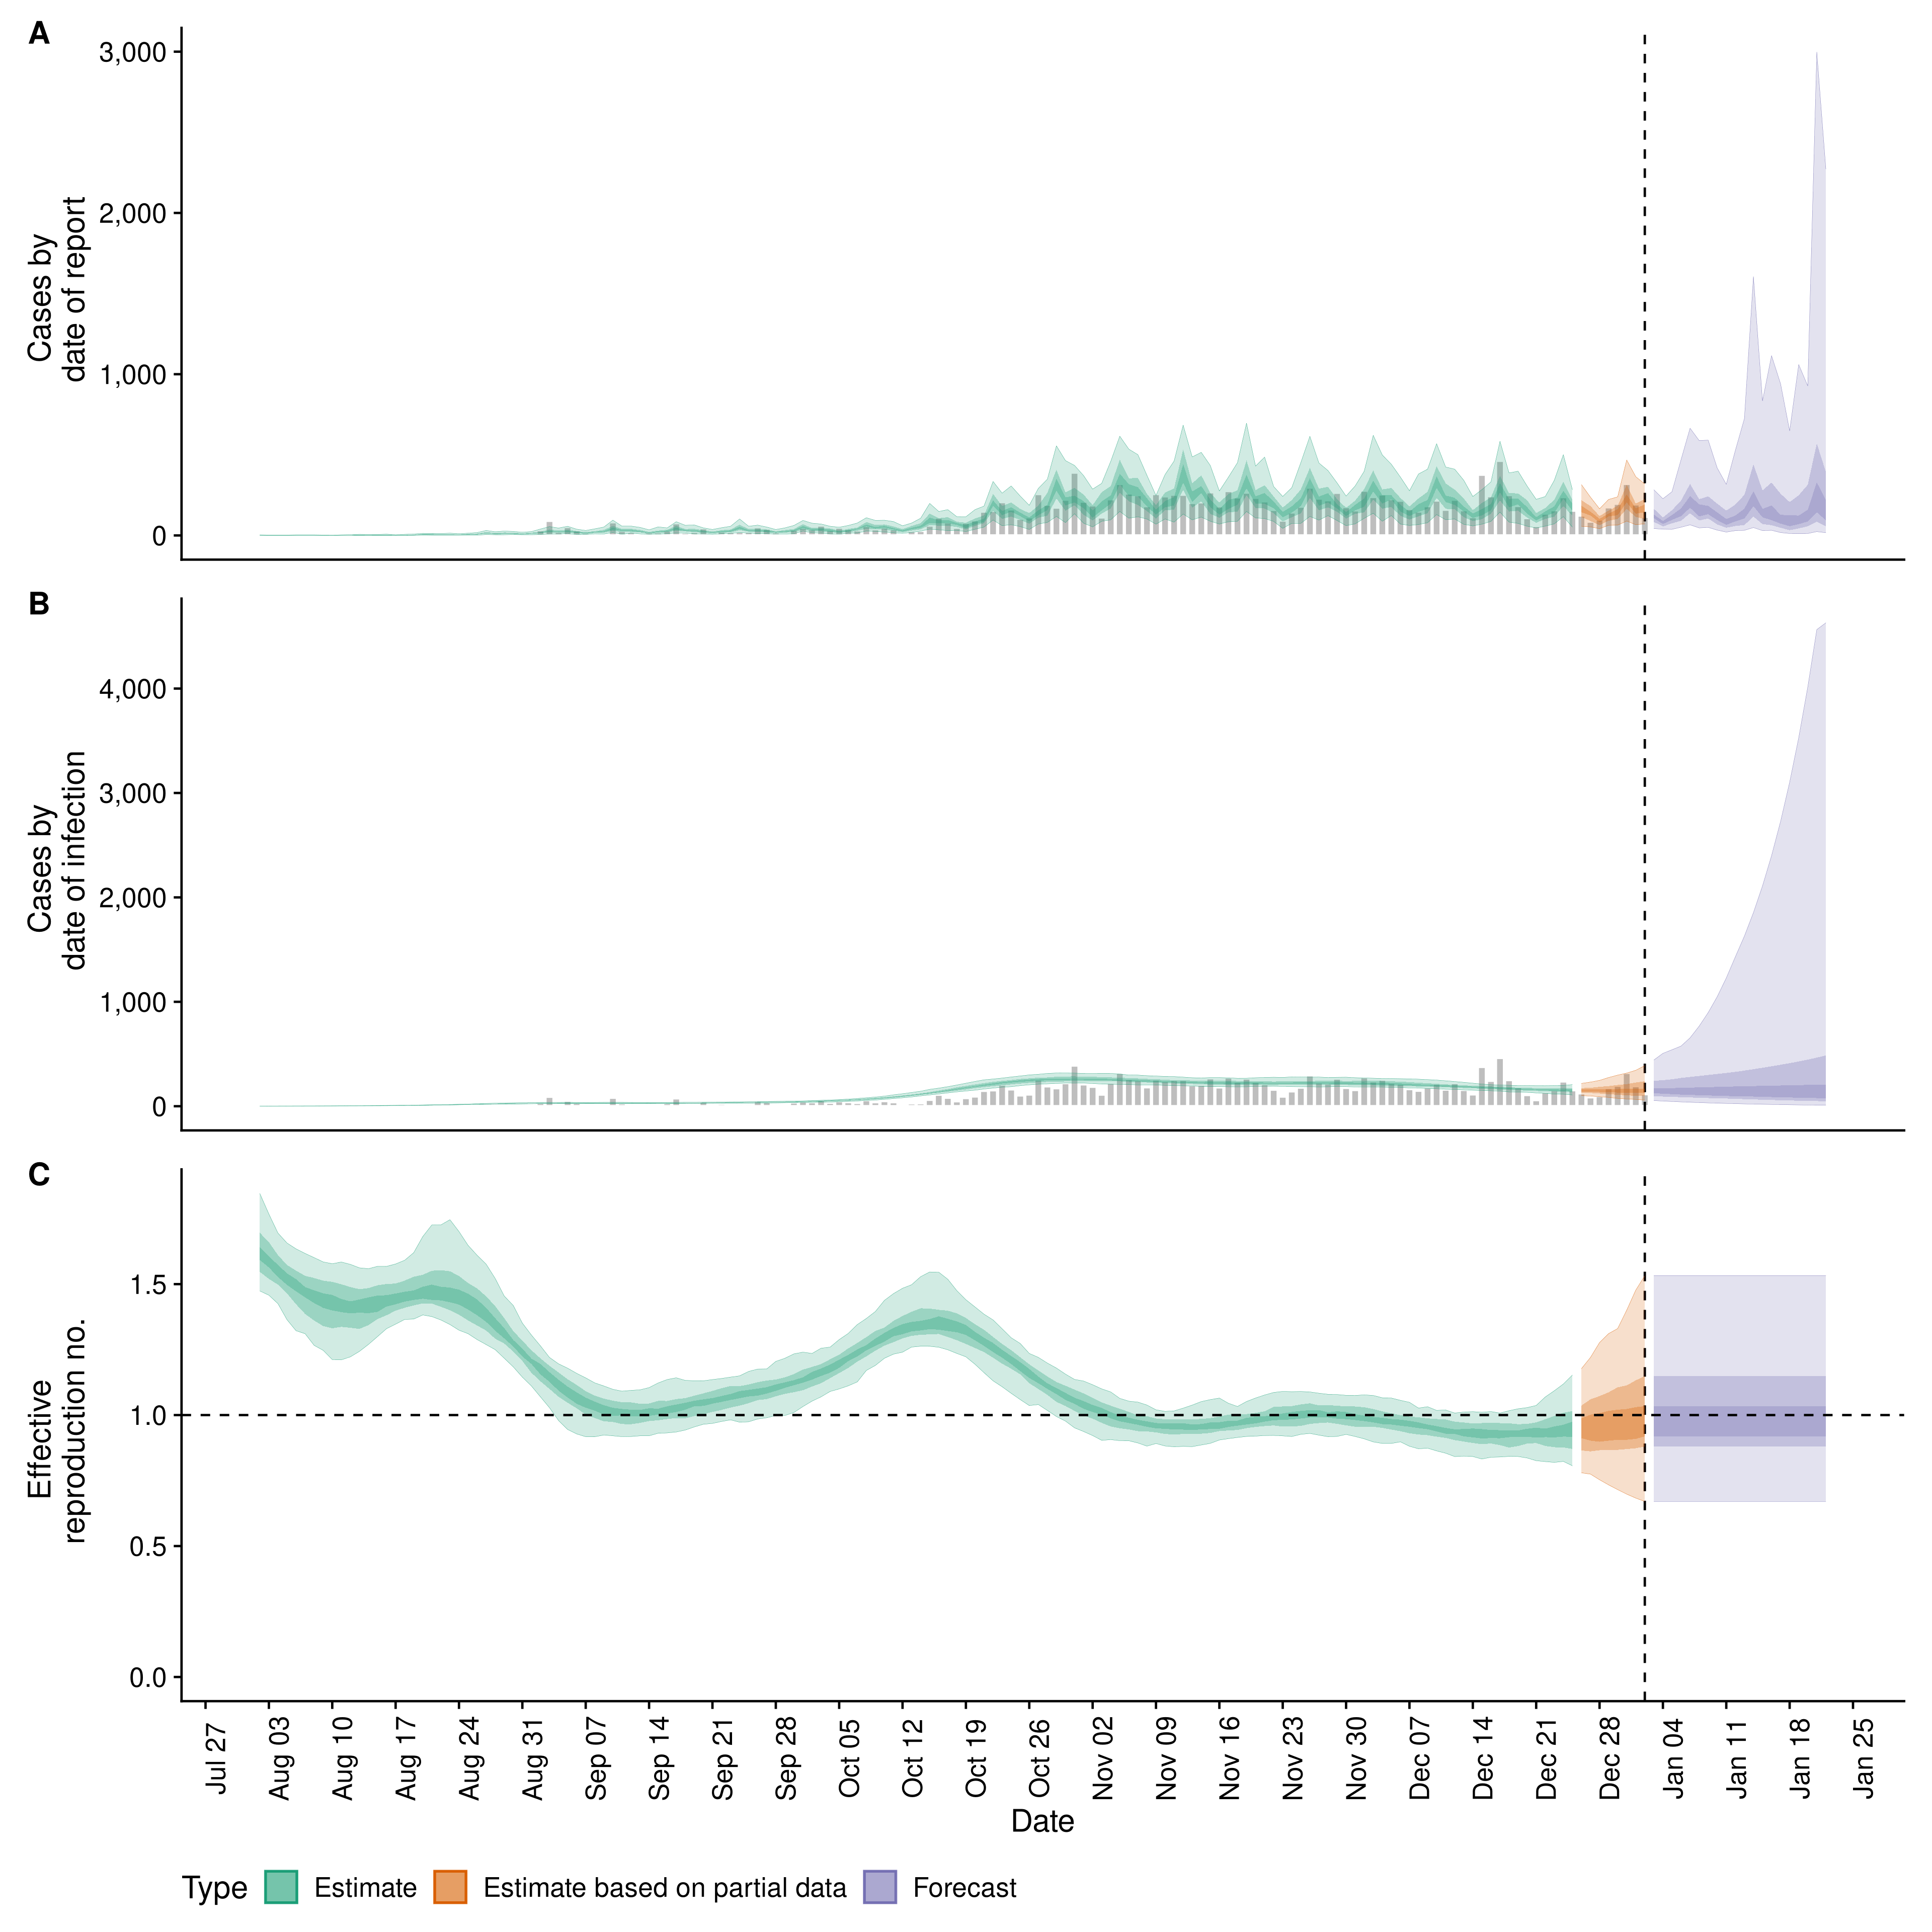 A
3,000
2,000
1,000
0
Cases by
date of report
B
4,000
3,000
2,000
1,000
0
Cases by
date of infection
C
1.5
1.0
0.5
0.0
Effective
reproduction no.
Jul 27
Aug 03
Aug 10
Aug 17
Aug 24
Aug 31
Sep 07
Sep 14
Sep 21
Sep 28
Oct 05
Oct 12
Oct 19
Oct 26
Nov 02
Nov 09
Nov 16
Nov 23
Nov 30
Dec 07
Dec 14
Dec 21
Dec 28
Jan 04
Jan 11
Jan 18
Jan 25
Date
Type Estimate Estimate based on partial data Forecast